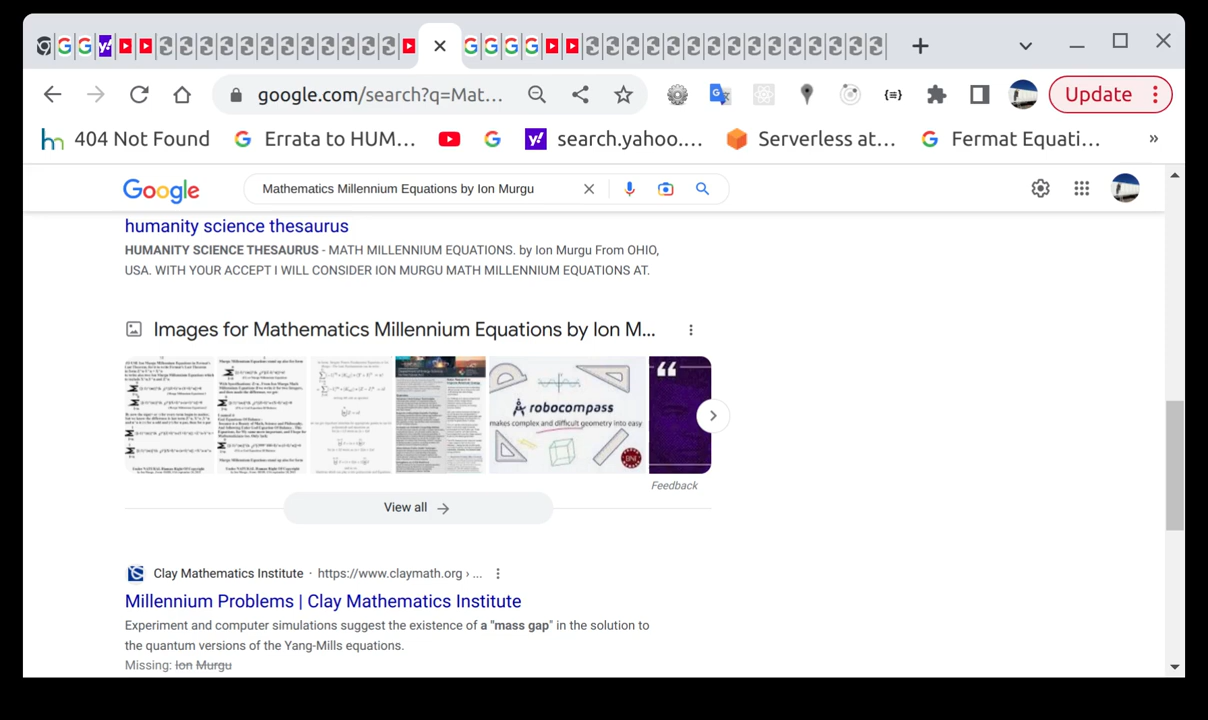 google.com/search?q=Mat...
Update
404 Not Found
Errata to HUM...
search.yahoo....
Serverless at...
Fermat Equati...
»
Google
Mathematics Millennium Equations by Ion Murgu
humanity science thesaurus
HUMANITY SCIENCE THESAURUS - MATH MILLENNIUM EQUATIONS. by Ion Murgu From OHIO,
USA. WITH YOUR ACCEPT I WILL CONSIDER ION MURGU MATH MILLENNIUM EQUATIONS AT.
Images for Mathematics Millennium Equations by Ion M...
robocompass
makes complex and difficult geometry into easy
Feedback
View all
Clay Mathematics Institute · https://www.claymath.org › ...
Millennium Problems | Clay Mathematics Institute
Experiment and computer simulations suggest the existence of a "mass gap" in the solution to
the quantum versions of the Yang-Mills equations.
Missing: Ion Murgu